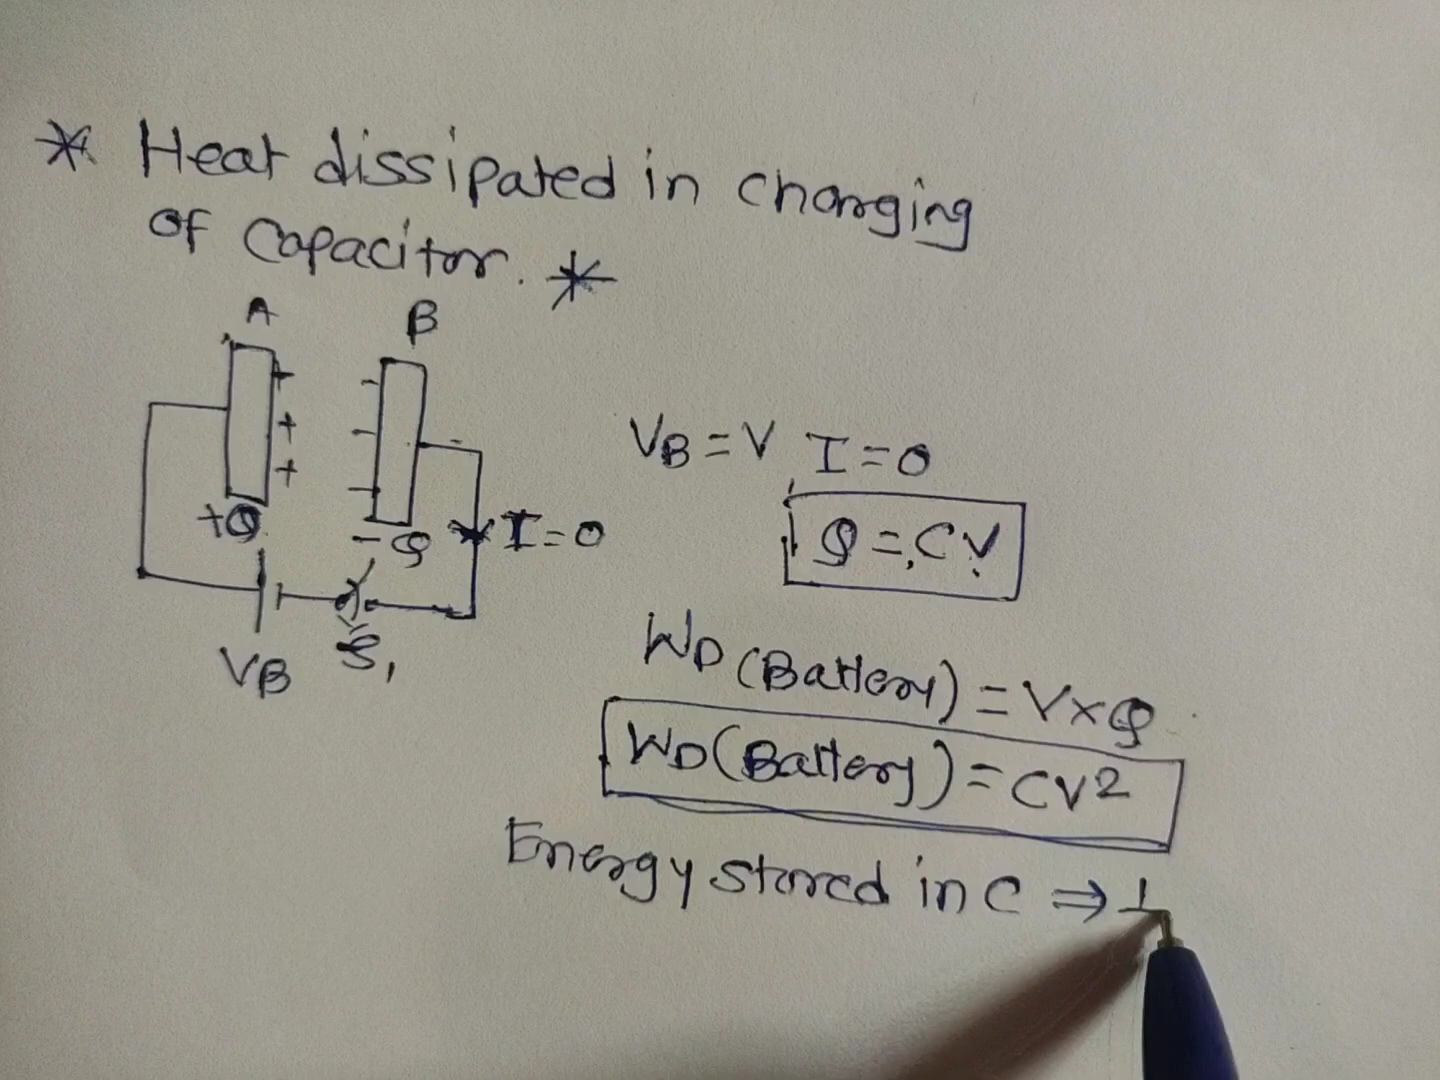 * Heat dissipated in charging
of capacitor. *
A B
+ + +
- - -
+Q -Q I=0
VB S1
VB=V I=0
Q=CV
WD (Battery) = V×Q
WD (Battery) = CV²
Energy stored in C ⇒ 1